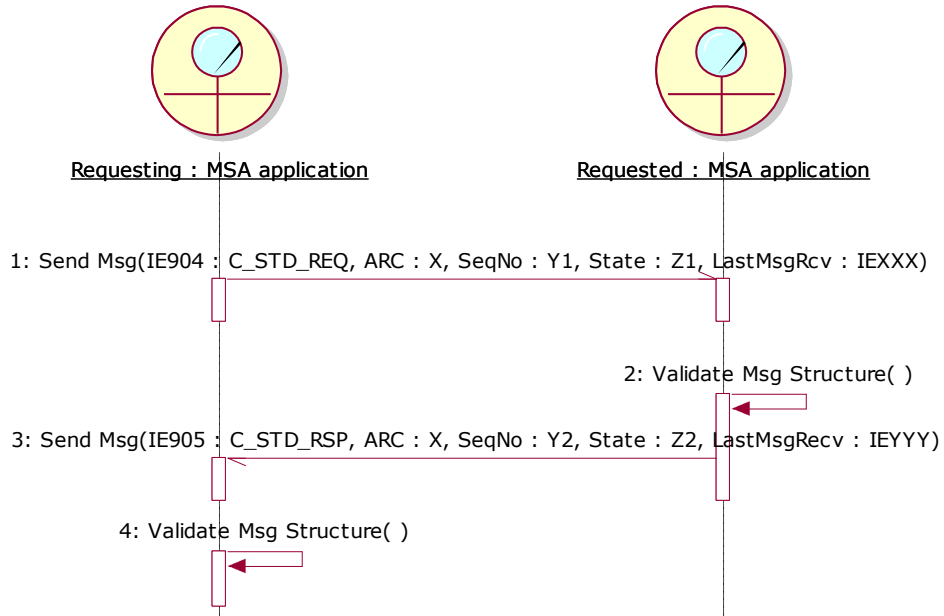 Requesting : MSA application
Requested : MSA application
1: Send Msg(IE904 : C_STD_REQ, ARC : X, SeqNo : Y1, State : Z1, LastMsgRcv : IEXXX)
2: Validate Msg Structure( )
3: Send Msg(IE905 : C_STD_RSP, ARC : X, SeqNo : Y2, State : Z2, LastMsgRecv : IEYYY)
4: Validate Msg Structure( )